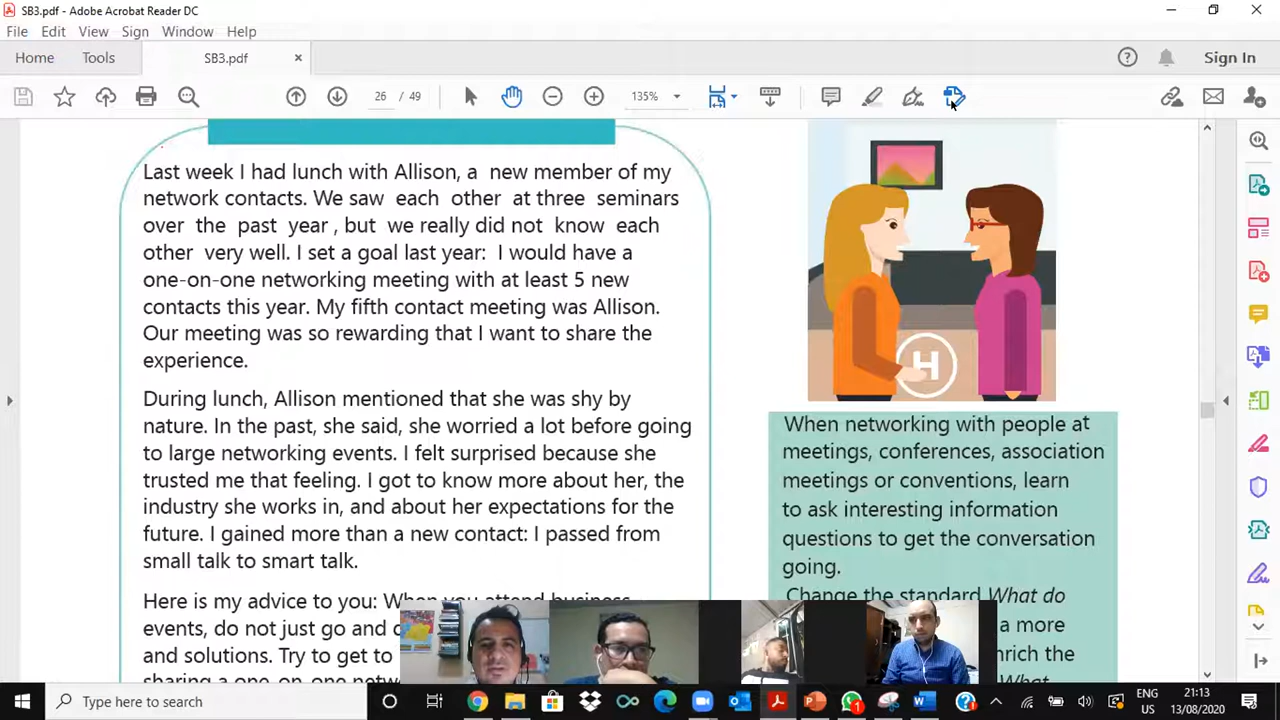 SB3.pdf - Adobe Acrobat Reader DC
File Edit View Sign Window Help
Home Tools SB3.pdf × Sign In
26 / 49 135%
Last week I had lunch with Allison, a new member of my
network contacts. We saw each other at three seminars
over the past year , but we really did not know each
other very well. I set a goal last year: I would have a
one-on-one networking meeting with at least 5 new
contacts this year. My fifth contact meeting was Allison.
Our meeting was so rewarding that I want to share the
experience.
During lunch, Allison mentioned that she was shy by
nature. In the past, she said, she worried a lot before going
to large networking events. I felt surprised because she
trusted me that feeling. I got to know more about her, the
industry she works in, and about her expectations for the
future. I gained more than a new contact: I passed from
small talk to smart talk.
Here is my advice to you: When you attend business
events, do not just go and
and solutions. Try to get to
sharing a one-on-one
H
When networking with people at
meetings, conferences, association
meetings or conventions, learn
to ask interesting information
questions to get the conversation
going.
Change the standard What do
a more
nrich the
What
Type here to search
ENG
US
21:13
13/08/2020